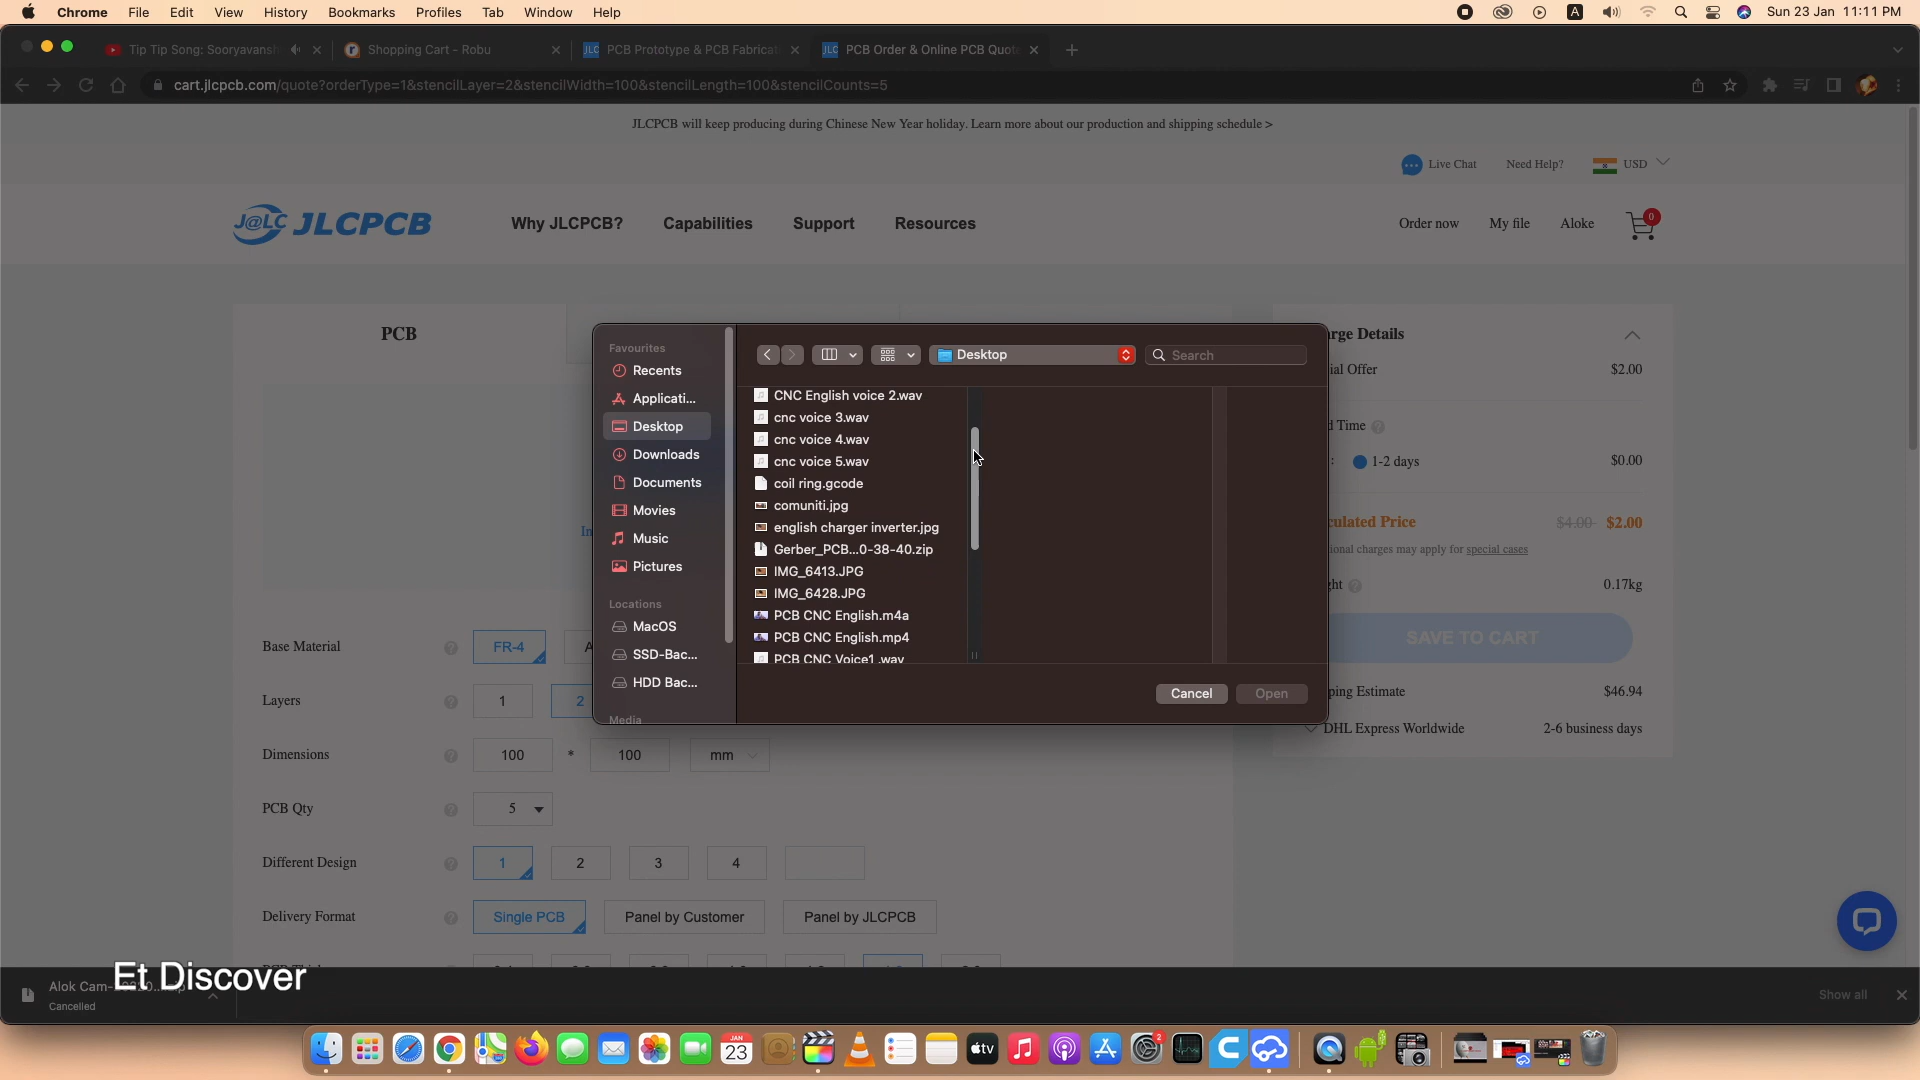 Chrome File Edit View History Bookmarks Profiles Tab Window Help A Sun 23 Jan 11:11 PM
Tip Tip Song: Sooryavansh Shopping Cart - Robu JLC PCB Prototype & PCB Fabricat JLC PCB Order & Online PCB Quot
cart.jlcpcb.com/quote?orderType=1&stencilLayer=2&stencilWidth=100&stencilLength=100&stencilCounts=5
JLCPCB will keep producing during Chinese New Year holiday. Learn more about our production and shipping schedule >
Live Chat Need Help? USD
J@LC JLCPCB Why JLCPCB? Capabilities Support Resources Order now My file Aloke 0
PCB
Favourites
Recents
Applicati...
Desktop
Downloads
Documents
Movies
Music
Pictures
Locations
MacOS
SSD-Bac...
HDD Bac...
Media
Desktop Search
CNC English voice 2.wav
cnc voice 3.wav
cnc voice 4.wav
cnc voice 5.wav
coil ring.gcode
comuniti.jpg
english charger inverter.jpg
Gerber_PCB...0-38-40.zip
IMG_6413.JPG
IMG_6428.JPG
PCB CNC English.m4a
PCB CNC English.mp4
PCB CNC Voice1 .wav
Cancel Open
rge Details
ial Offer $2.00
d Time ?
: 1-2 days $0.00
culated Price $4.00 $2.00
ional charges may apply for special cases
ght ? 0.17kg
SAVE TO CART
ping Estimate $46.94
DHL Express Worldwide 2-6 business days
In
Base Material FR-4 A
Layers ? 1 2
Dimensions ? 100 * 100 mm
PCB Qty ? 5
Different Design ? 1 2 3 4
Delivery Format ? Single PCB Panel by Customer Panel by JLCPCB
Et Discover
Alok Cam-
Cancelled
Show all
JAN
23
tv
2